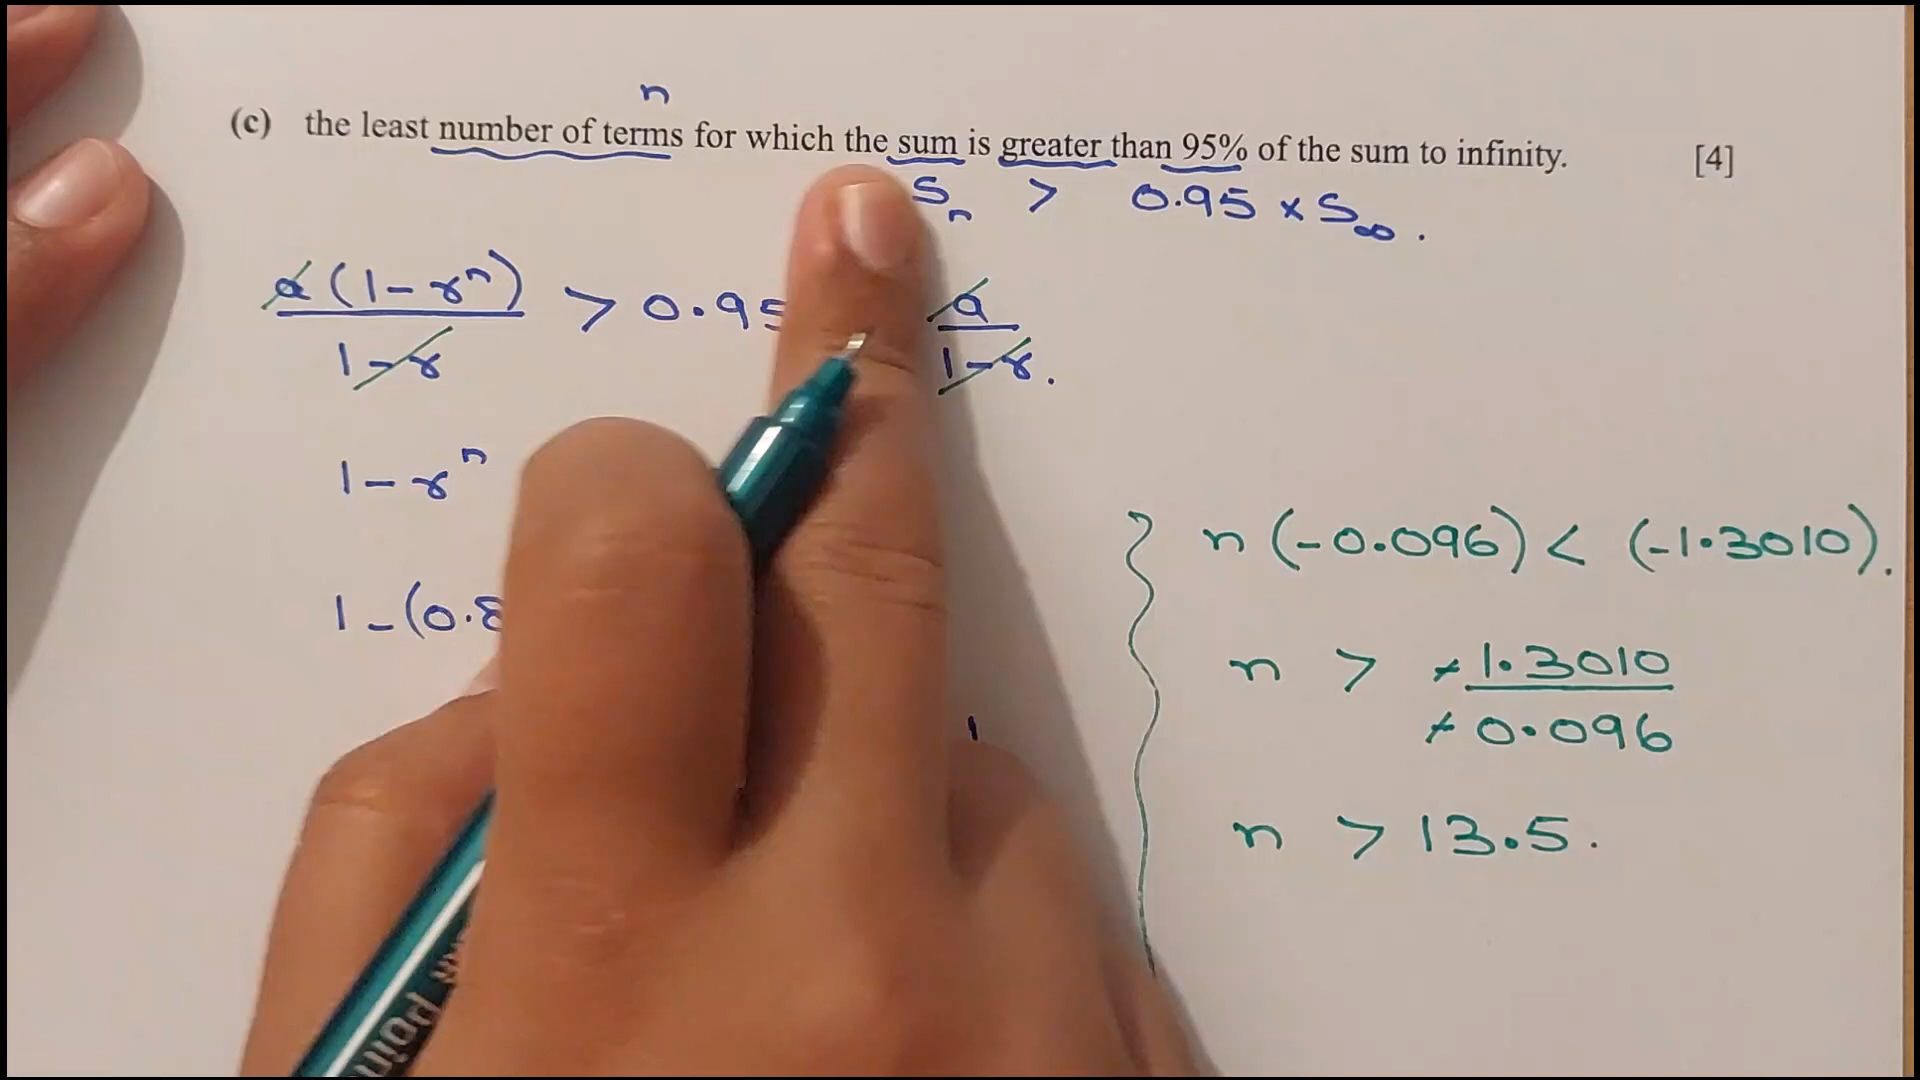 n
(c) the least number of terms for which the sum is greater than 95% of the sum to infinity. [4]
Sn > 0.95 × S∞.
a(1-rⁿ) > 0.95 a
1-r 1-r.
1-rⁿ
1-(0.8
n(-0.096) < (-1.3010).
n > -1.3010
-0.096
n > 13.5.